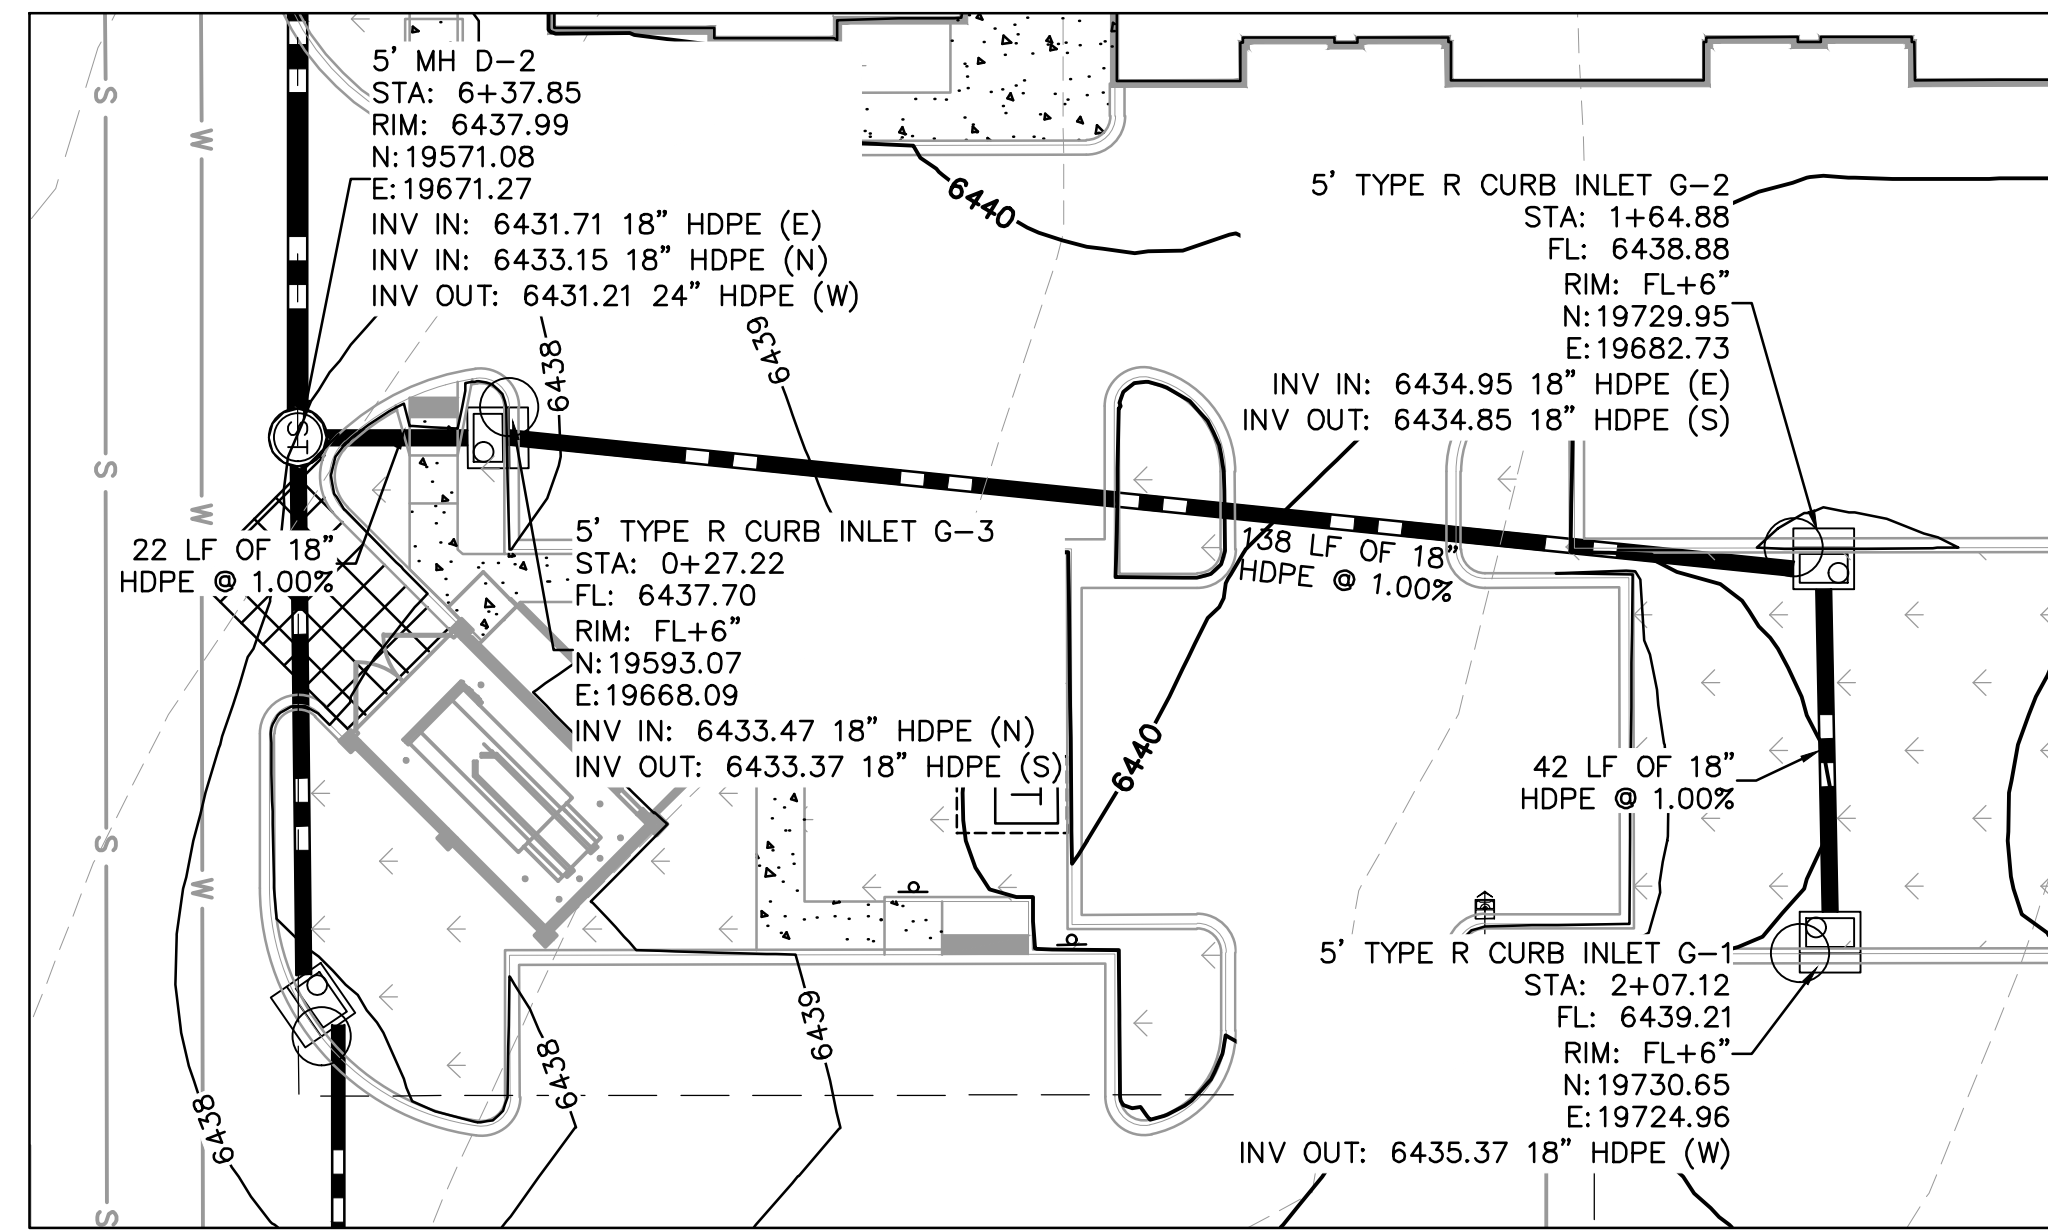 5' MH D-2
STA: 6+37.85
RIM: 6437.99
N:19571.08
E:19671.27
INV IN: 6431.71 18" HDPE (E)
INV IN: 6433.15 18" HDPE (N)
INV OUT: 6431.21 24" HDPE (W)
5' TYPE R CURB INLET G-2
STA: 1+64.88
FL: 6438.88
RIM: FL+6"
N:19729.95
E:19682.73
INV IN: 6434.95 18" HDPE (E)
INV OUT: 6434.85 18" HDPE (S)
6440
6438
6439
S
W
S
W
ST
22 LF OF 18"
HDPE @ 1.00%
5' TYPE R CURB INLET G-3
STA: 0+27.22
FL: 6437.70
RIM: FL+6"
N:19593.07
E:19668.09
INV IN: 6433.47 18" HDPE (N)
INV OUT: 6433.37 18" HDPE (S)
138 LF OF 18"
HDPE @ 1.00%
6440
42 LF OF 18"
HDPE @ 1.00%
T
S
W
5' TYPE R CURB INLET G-1
STA: 2+07.12
FL: 6439.21
RIM: FL+6"
N:19730.65
E:19724.96
INV OUT: 6435.37 18" HDPE (W)
6438
6438
6439
S